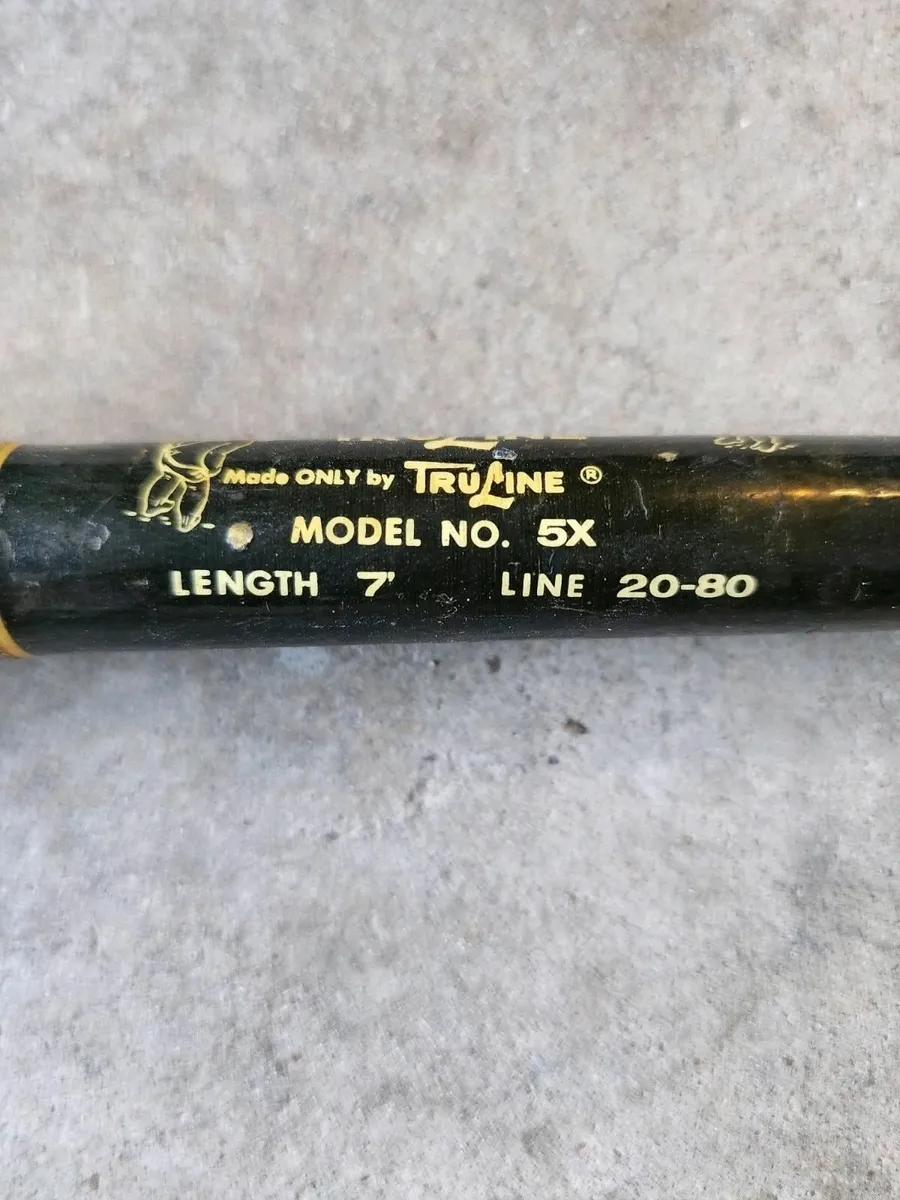 Made ONLY by TRULINE ®
MODEL NO. 5X
LENGTH 7' LINE 20-80